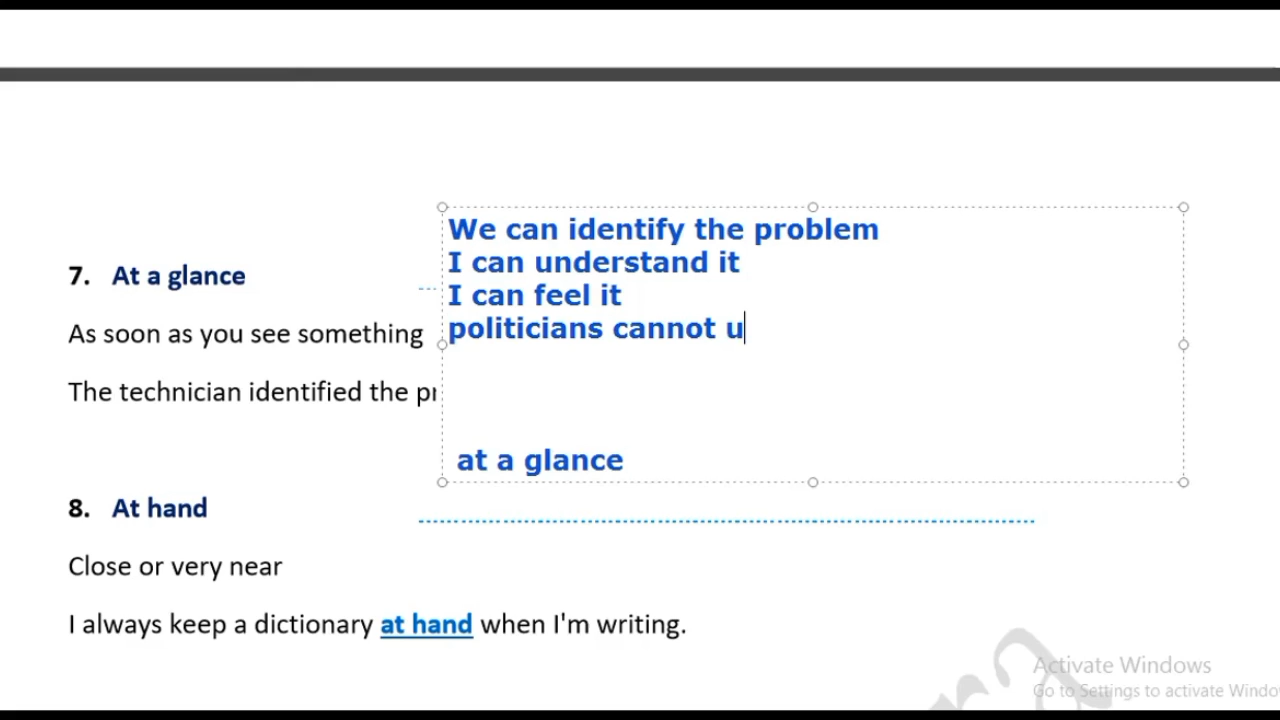 We can identify the problem
I can understand it
7. At a glance
I can feel it
As soon as you see something
politicians cannot u
The technician identified the
at a glance
8. At hand
Close or very near
I always keep a dictionary at hand when I'm writing.
Activate Windows
Go to Settings to activate